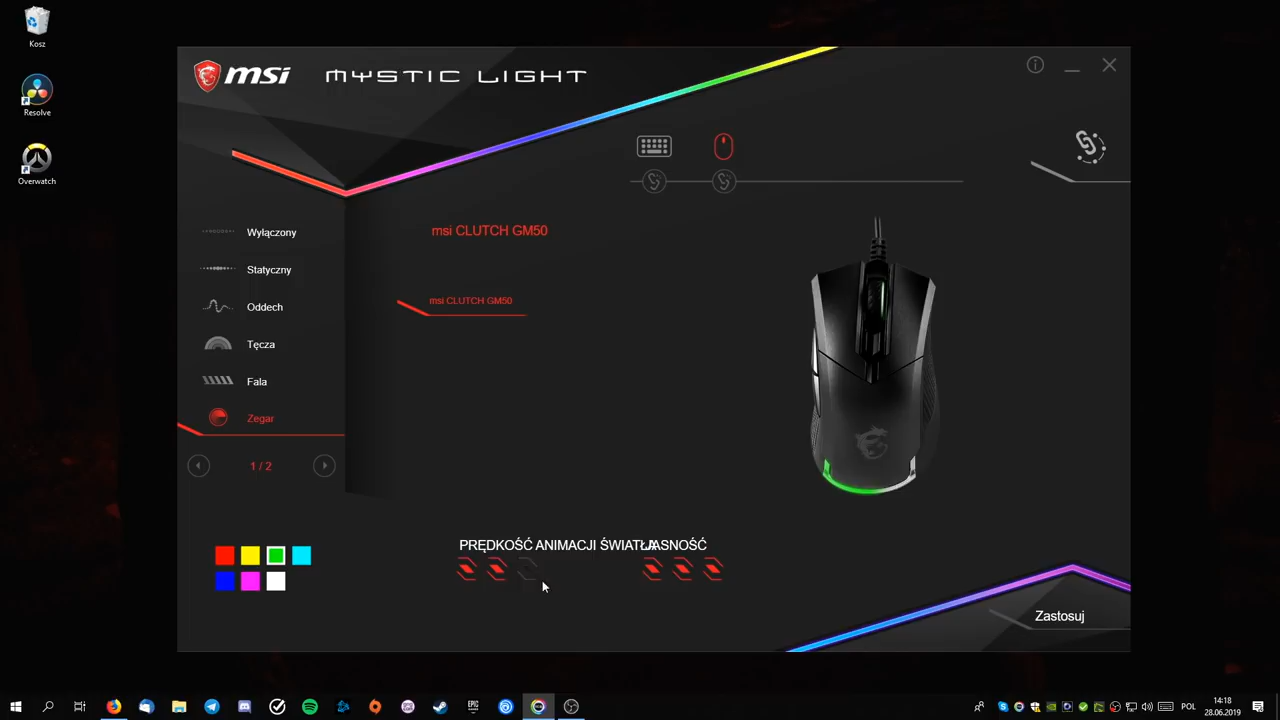 Kosz
Resolve
Overwatch
msi MYSTIC LIGHT
Wyłączony
Statyczny
Oddech
Tęcza
Fala
Zegar
1 / 2
msi CLUTCH GM50
msi CLUTCH GM50
PRĘDKOŚĆ ANIMACJI ŚWIATŁA
JASNOŚĆ
Zastosuj
EPIC
POL
14:18
28.06.2019